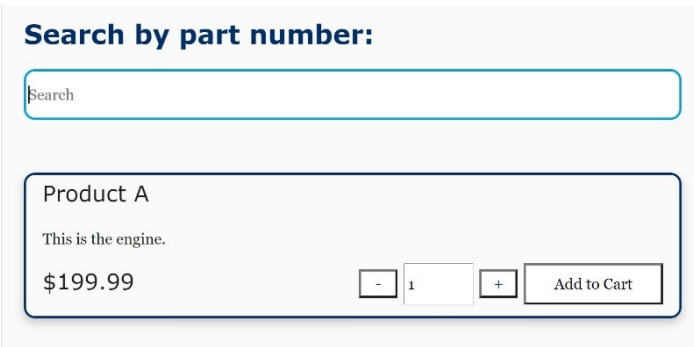 Search by part number:
Search
Product A
This is the engine.
$199.99 - 1 + Add to Cart